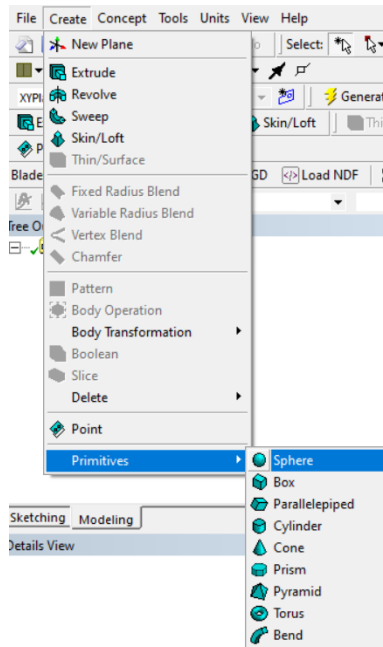 File Create Concept Tools Units View Help
New Plane
Select:
Extrude
Revolve
XYPl
Generat
Sweep
E
Skin/Loft
Skin/Loft
Thi
Thin/Surface
P
Blade
GD
Load NDF
Fixed Radius Blend
Variable Radius Blend
Tree O
Vertex Blend
Chamfer
Pattern
Body Operation
Body Transformation
Boolean
Slice
Delete
Point
Primitives
Sphere
Box
Parallelepiped
Sketching Modeling
Cylinder
Details View
Cone
Prism
Pyramid
Torus
Bend